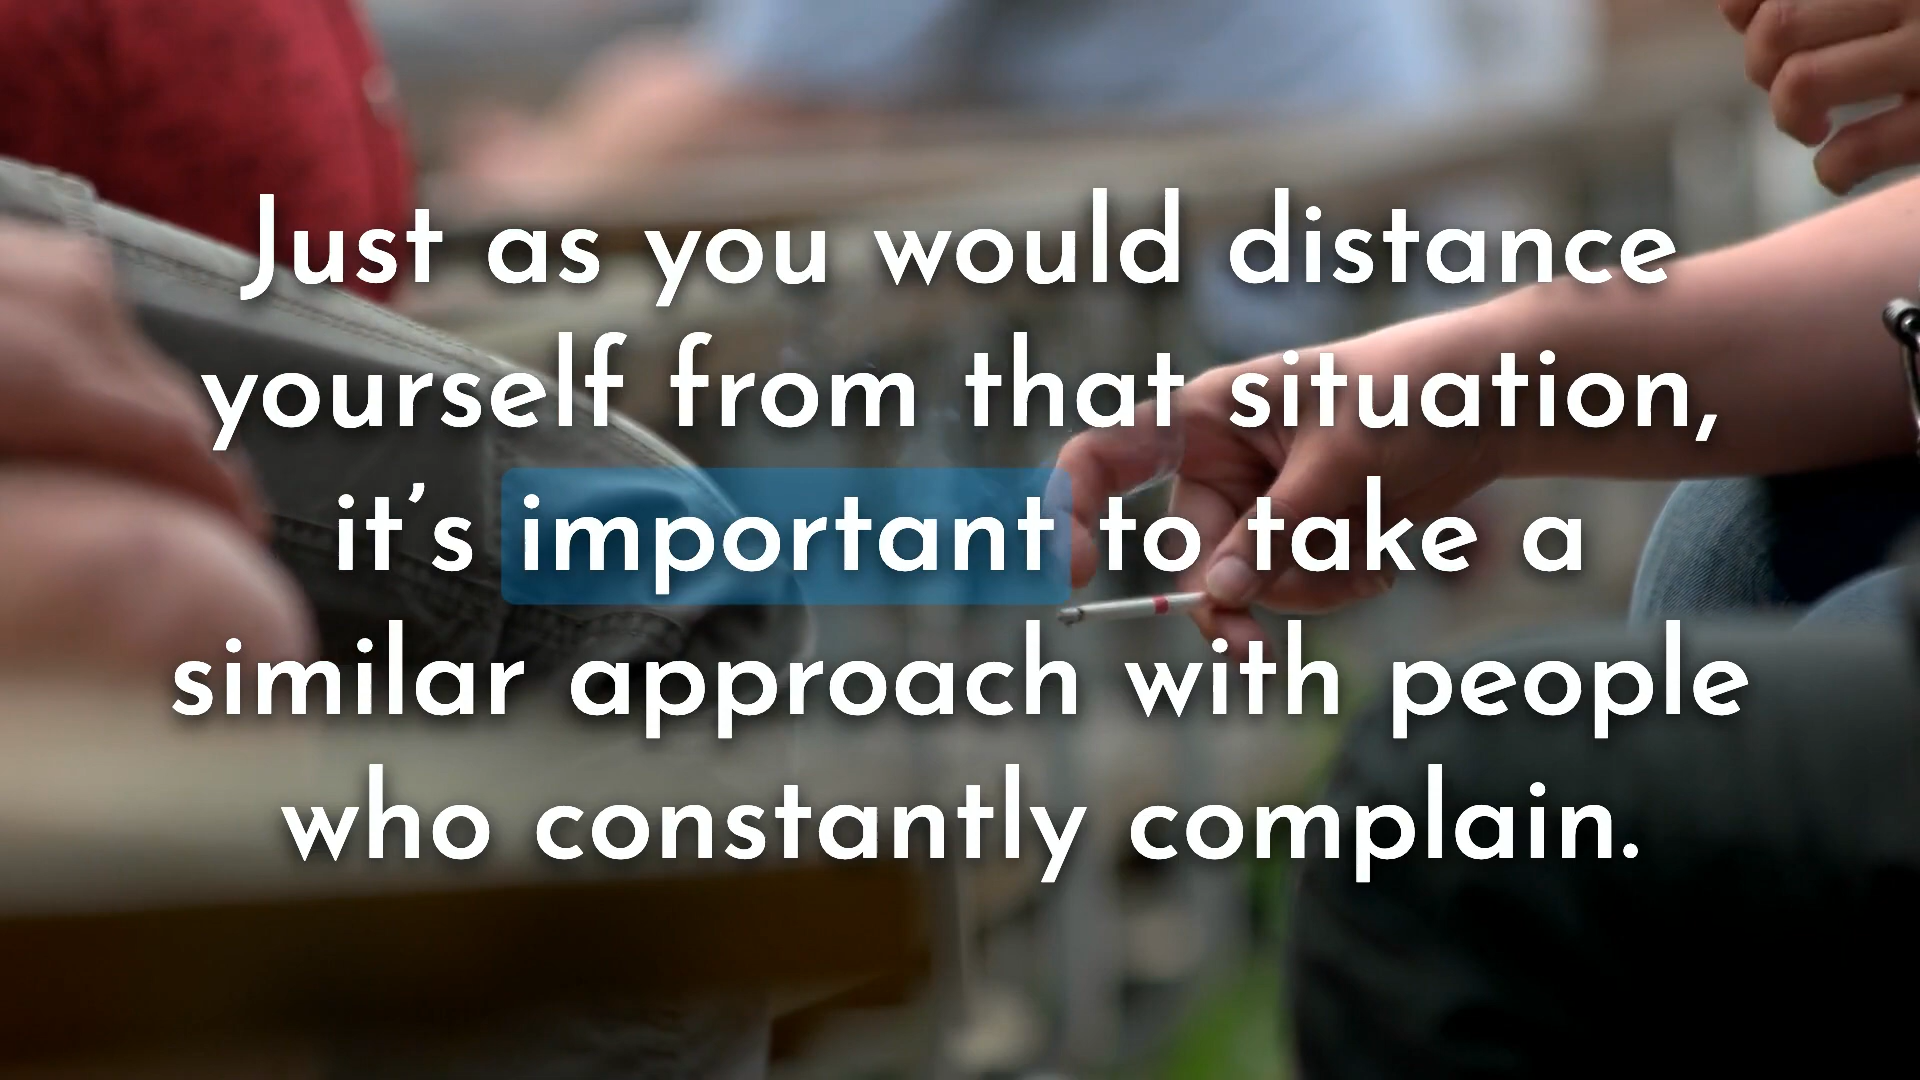 Just as you would distance
yourself from that situation,
it’s important to take a
similar approach with people
who constantly complain.